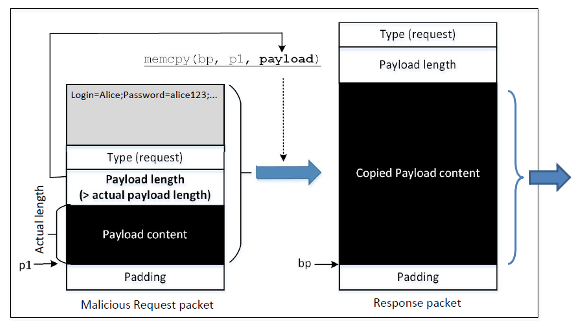 memcpy(bp, p1, payload)
Login=Alice;Password=alice123;...
Type (request)
Payload length
(> actual payload length)
Actual length
Payload content
p1
Padding
Malicious Request packet
Type (request)
Payload length
Copied Payload content
bp
Padding
Response packet